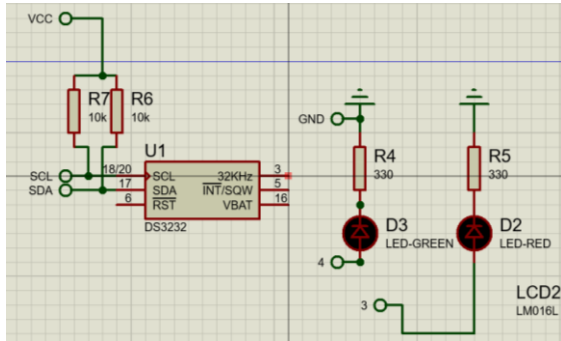 VCC
R7 R6
10k 10k
U1
SCL 18/20 SCL 32KHz 3
SDA 17 SDA INT/SQW 5
6 RST VBAT 16
DS3232
GND
R4
330
R5
330
D3
LED-GREEN
D2
LED-RED
4
3
LCD2
LM016L